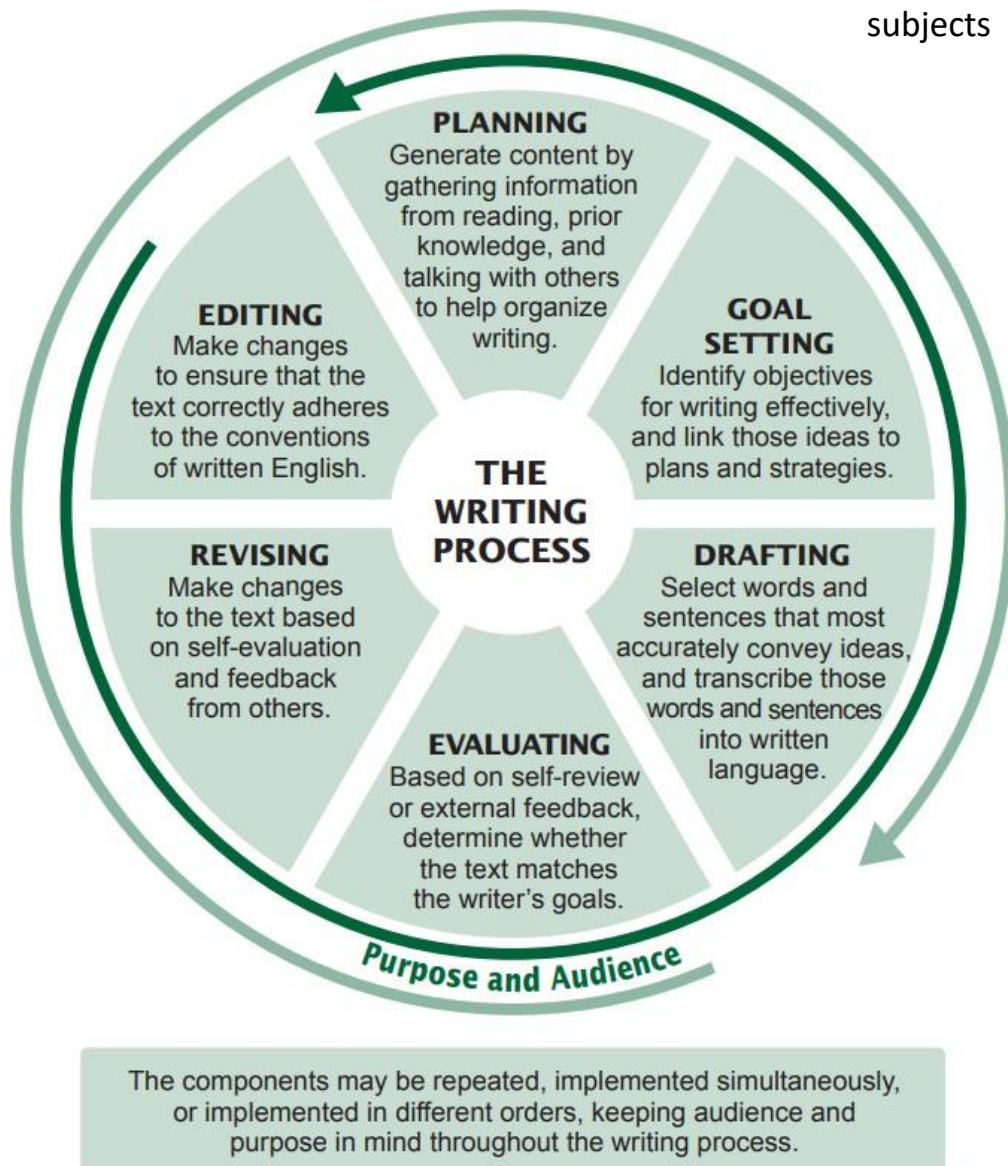 subjects
PLANNING
Generate content by
gathering information
from reading, prior
knowledge, and
talking with others
to help organize
writing.
GOAL
SETTING
Identify objectives
for writing effectively,
and link those ideas to
plans and strategies.
DRAFTING
Select words and
sentences that most
accurately convey ideas,
and transcribe those
words and sentences
into written
language.
EVALUATING
Based on self-review
or external feedback,
determine whether
the text matches
the writer's goals.
REVISING
Make changes
to the text based
on self-evaluation
and feedback
from others.
EDITING
Make changes
to ensure that the
text correctly adheres
to the conventions
of written English.
THE
WRITING
PROCESS
Purpose and Audience
The components may be repeated, implemented simultaneously,
or implemented in different orders, keeping audience and
purpose in mind throughout the writing process.